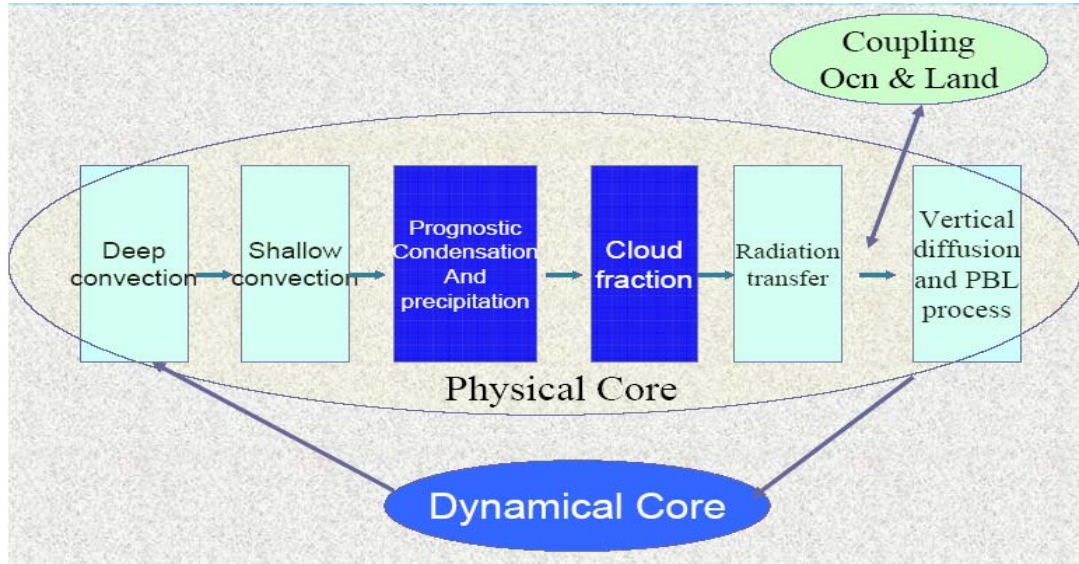 Coupling
Ocn & Land
Deep
convection
Shallow
convection
Prognostic
Condensation
And
precipitation
Cloud
fraction
Radiation
transfer
Vertical
diffusion
and PBL
process
Physical Core
Dynamical Core